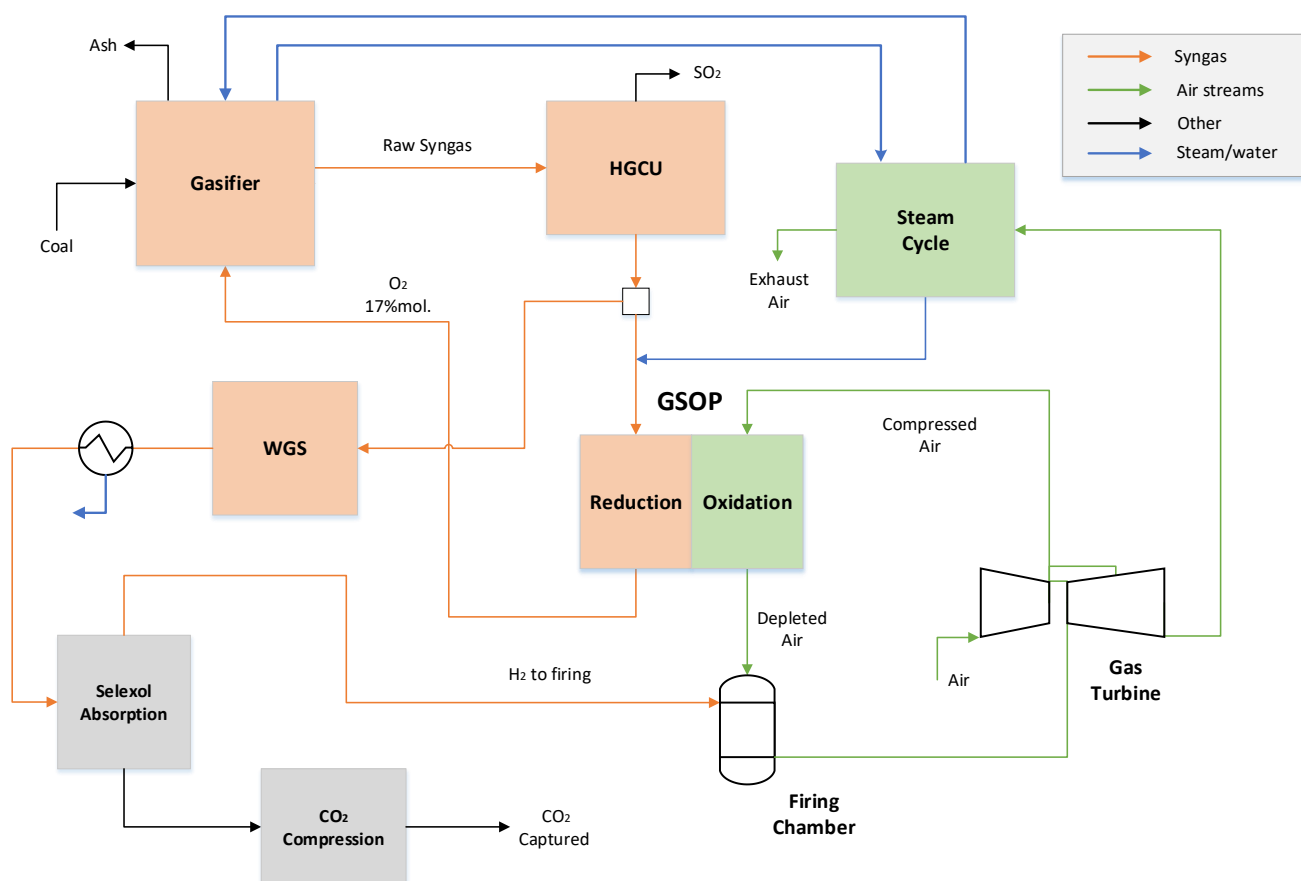 Ash
SO₂
Syngas
Air streams
Other
Steam/water
Raw Syngas
Gasifier
HGCU
Steam
Cycle
Coal
O₂
17%mol.
Exhaust
Air
GSOP
Compressed
Air
WGS
Reduction
Oxidation
Depleted
Air
H₂ to firing
Air
Gas
Turbine
Selexol
Absorption
Firing
Chamber
CO₂
Compression
CO₂
Captured